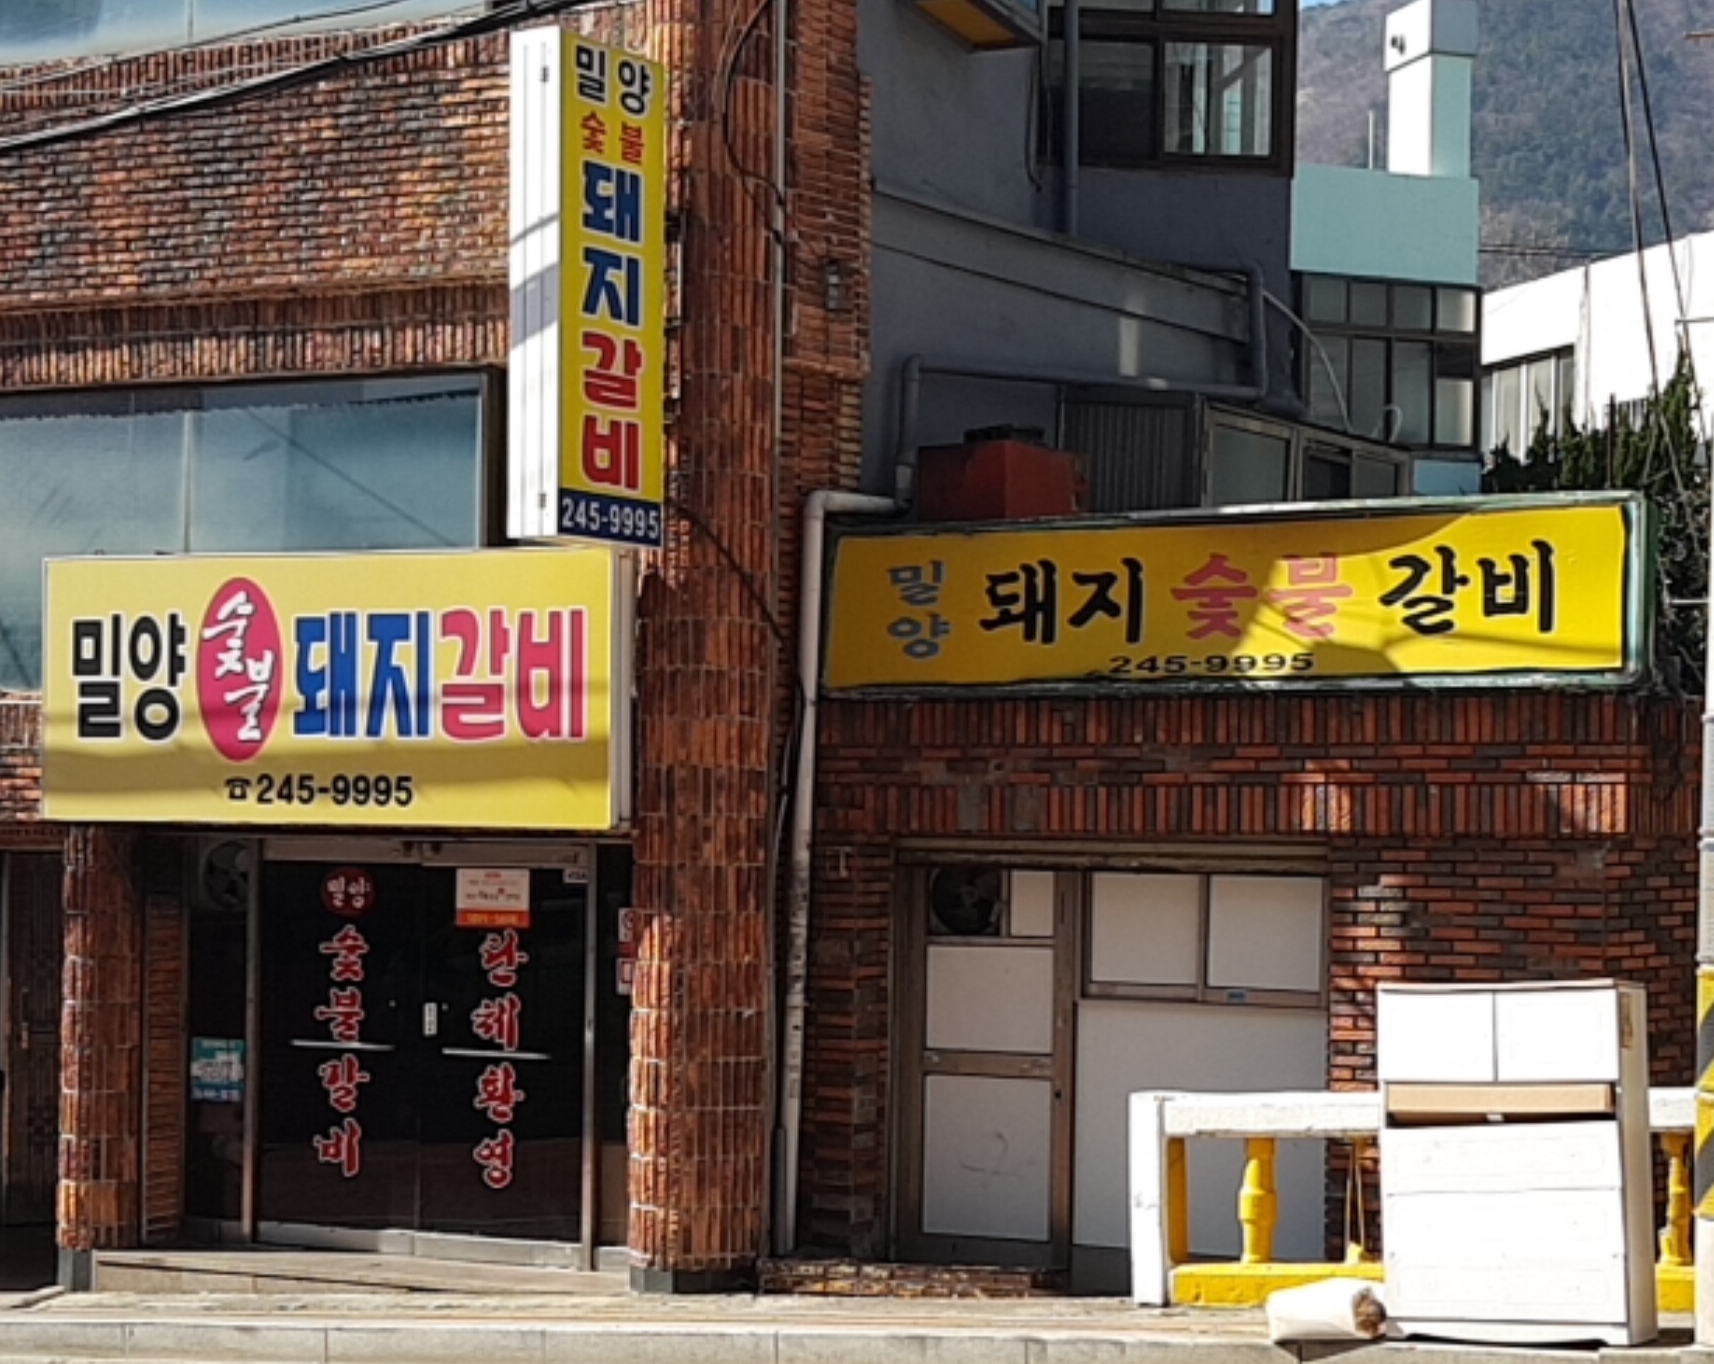 밀양
숯불
돼지갈비
245-9995
밀양 숯불 돼지갈비
☎245-9995
밀양 돼지 숯불 갈비
245-9995
밀양
숯불갈비
단체환영